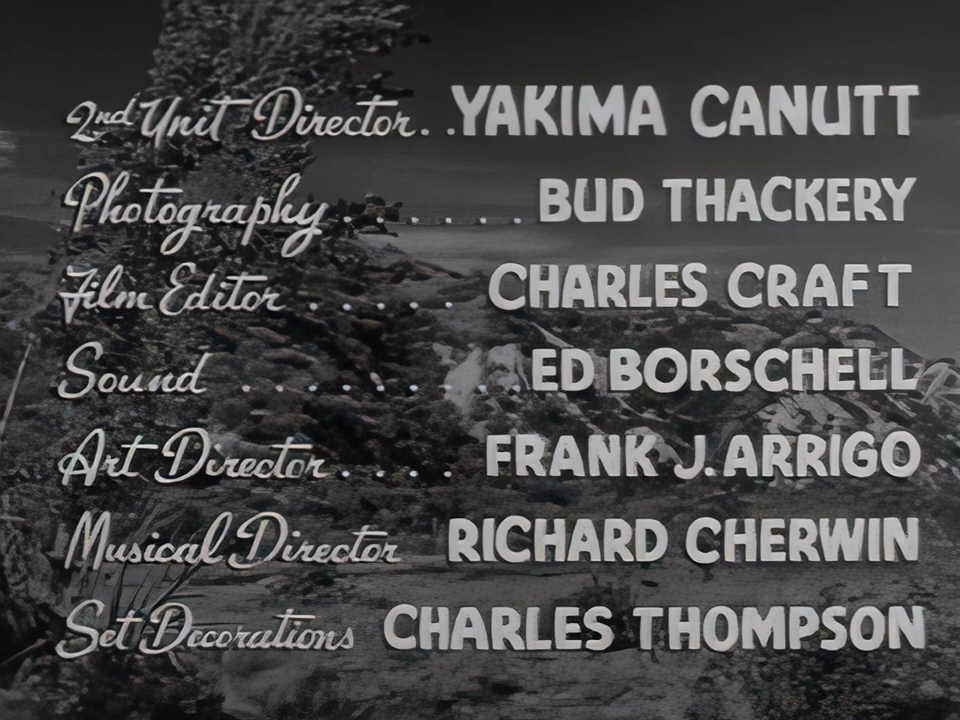 2nd Unit Director. . . YAKIMA CANUTT
Photography . . . . . . . BUD THACKERY
Film Editor . . . . . CHARLES CRAFT
Sound . . . . . . . . ED BORSCHELL
Art Director . . . . FRANK J. ARRIGO
Musical Director RICHARD CHERWIN
Set Decorations CHARLES THOMPSON